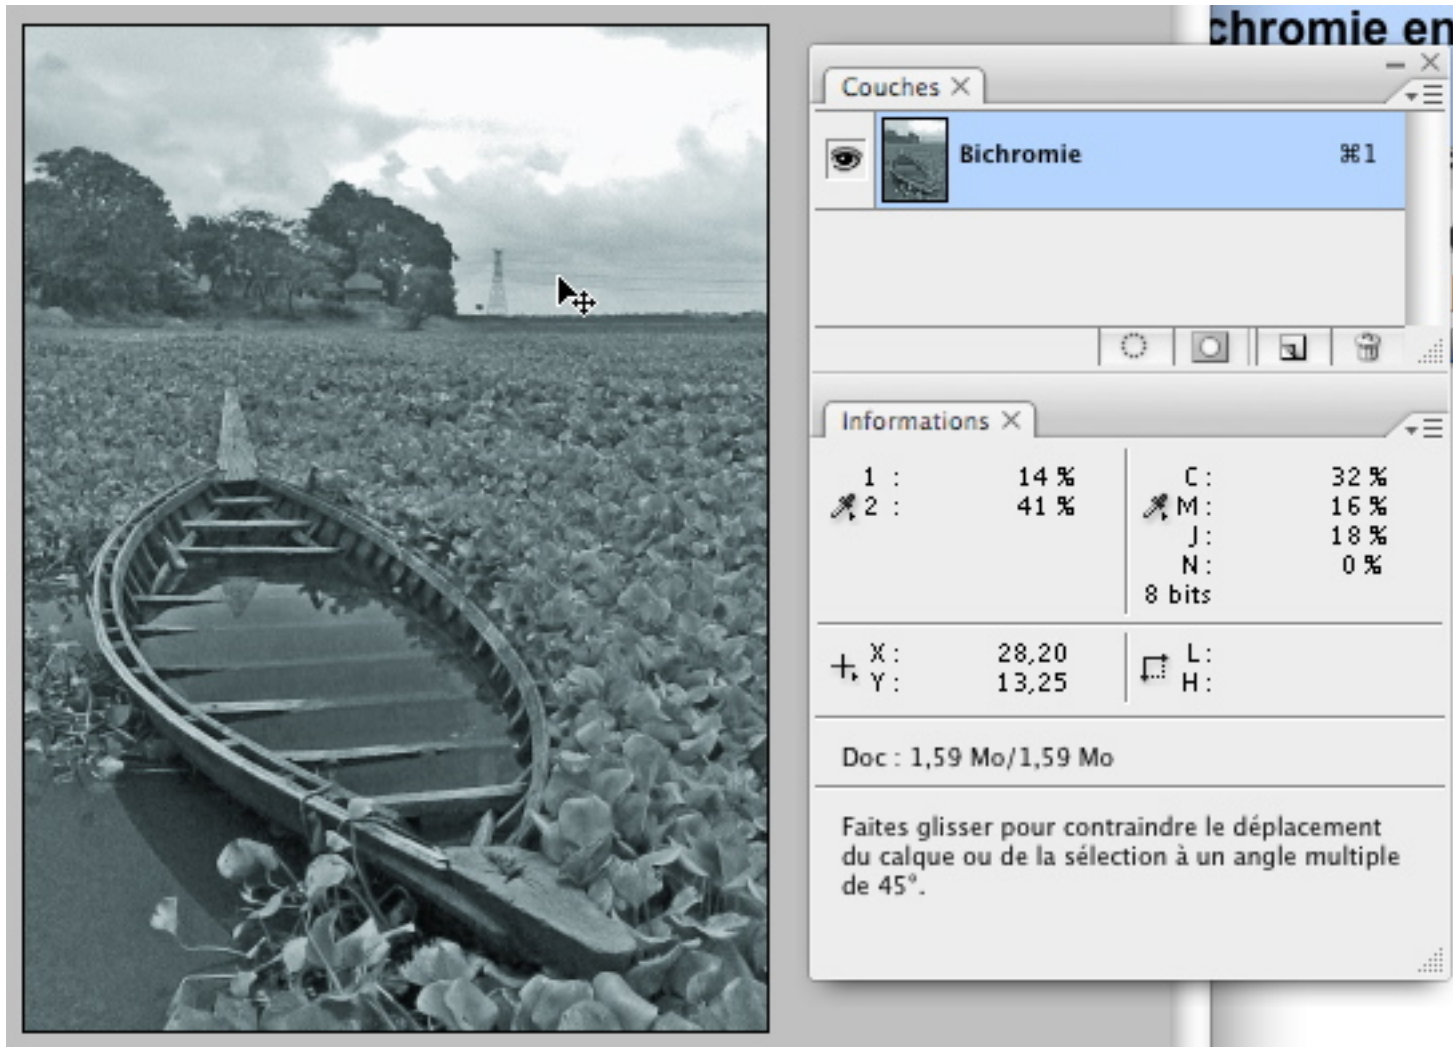 chromie en
Couches
Bichromie ⌘1
Informations
1 : 14 %
2 : 41 %
C : 32 %
M : 16 %
J : 18 %
N : 0 %
8 bits
X : 28,20
Y : 13,25
L :
H :
Doc : 1,59 Mo/1,59 Mo
Faites glisser pour contraindre le déplacement
du calque ou de la sélection à un angle multiple
de 45°.